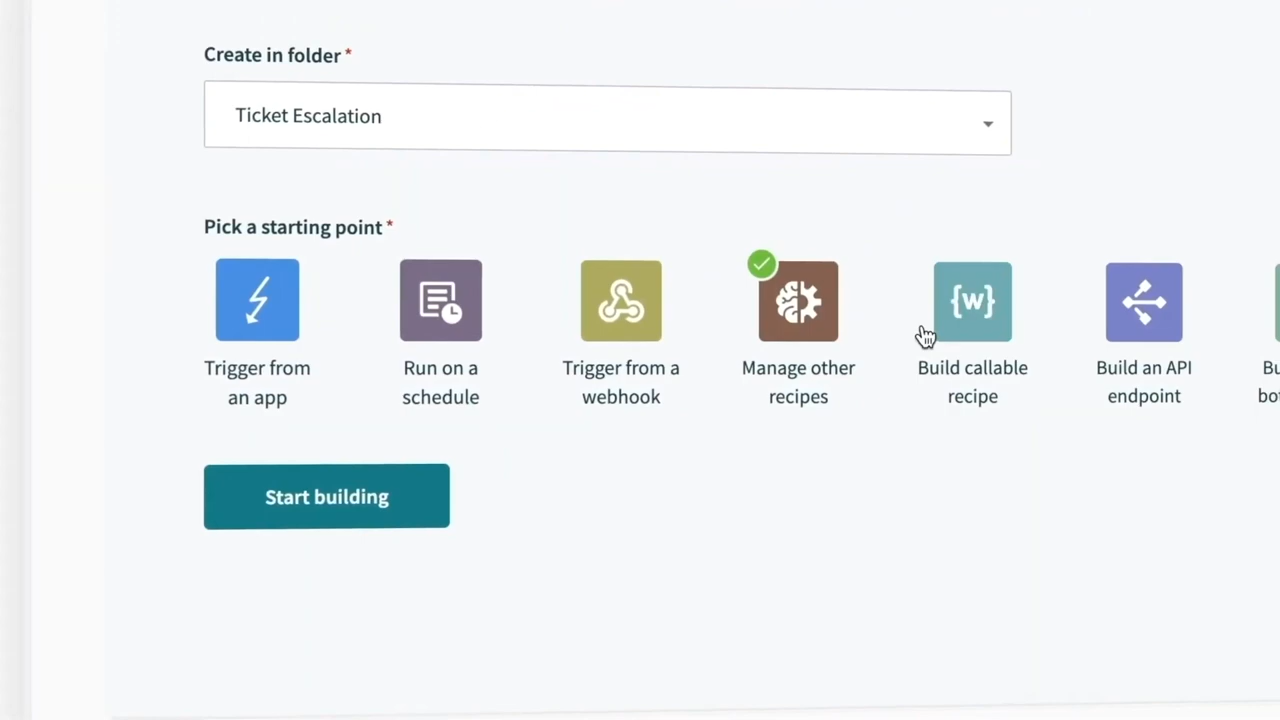 Create in folder *
Ticket Escalation
Pick a starting point *
Trigger from
an app
Run on a
schedule
Trigger from a
webhook
Manage other
recipes
{w}
Build callable
recipe
Build an API
endpoint
Start building